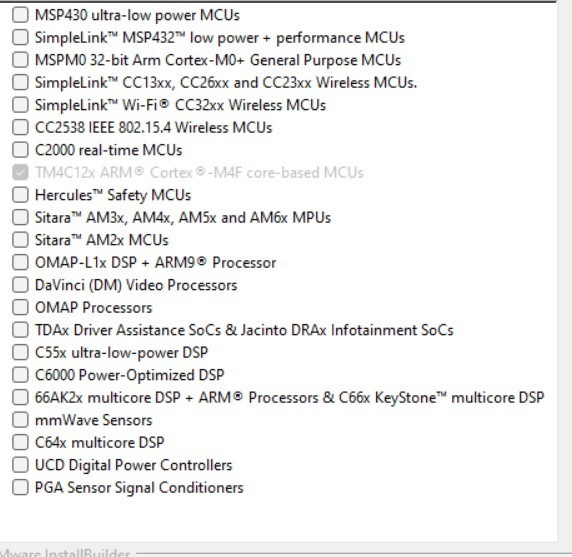 MSP430 ultra-low power MCUs
SimpleLink™ MSP432™ low power + performance MCUs
MSPM0 32-bit Arm Cortex-M0+ General Purpose MCUs
SimpleLink™ CC13xx, CC26xx and CC23xx Wireless MCUs.
SimpleLink™ Wi-Fi® CC32xx Wireless MCUs
CC2538 IEEE 802.15.4 Wireless MCUs
C2000 real-time MCUs
TM4C12x ARM® Cortex®-M4F core-based MCUs
Hercules™ Safety MCUs
Sitara™ AM3x, AM4x, AM5x and AM6x MPUs
Sitara™ AM2x MCUs
OMAP-L1x DSP + ARM9® Processor
DaVinci (DM) Video Processors
OMAP Processors
TDAx Driver Assistance SoCs & Jacinto DRAx Infotainment SoCs
C55x ultra-low-power DSP
C6000 Power-Optimized DSP
66AK2x multicore DSP + ARM® Processors & C66x KeyStone™ multicore DSP
mmWave Sensors
C64x multicore DSP
UCD Digital Power Controllers
PGA Sensor Signal Conditioners
Mware InstallBuilder